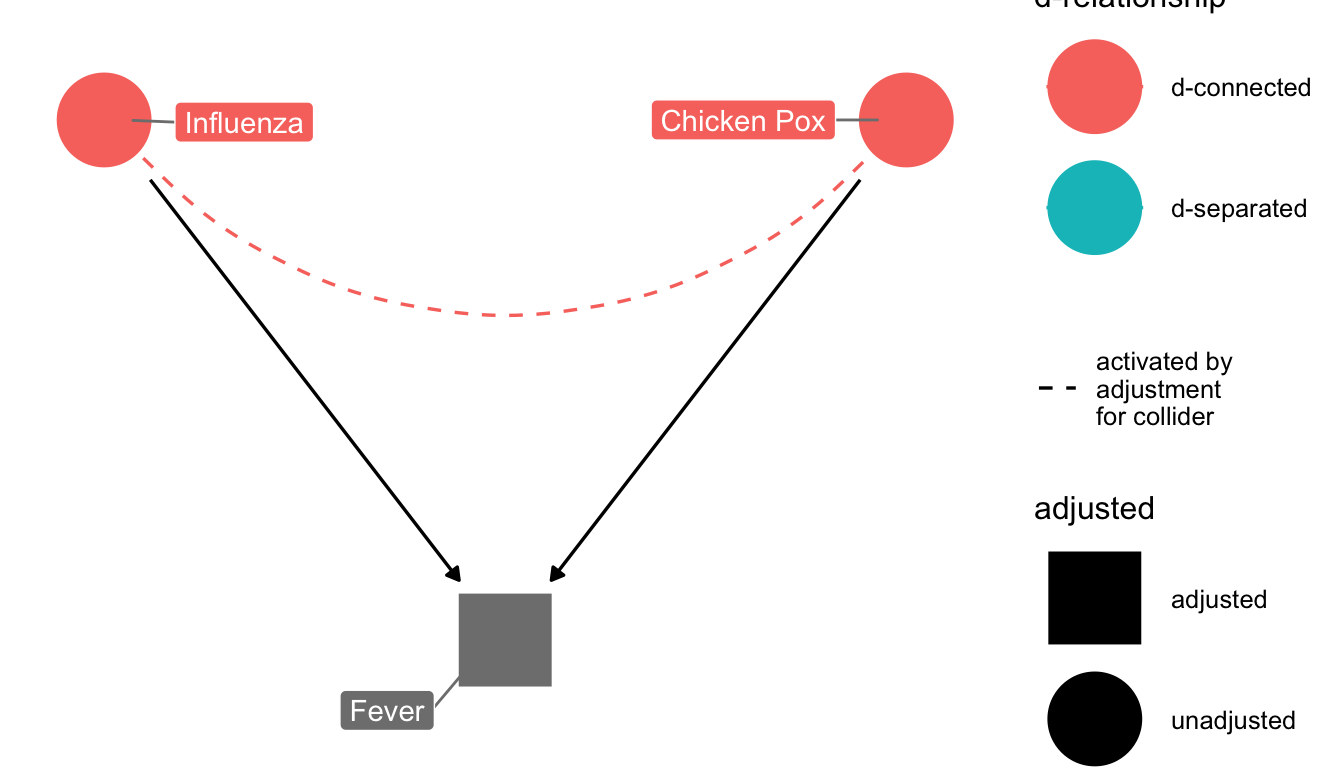 d-relationship
Influenza
Chicken Pox
d-connected
d-separated
activated by
adjustment
for collider
adjusted
adjusted
Fever
unadjusted